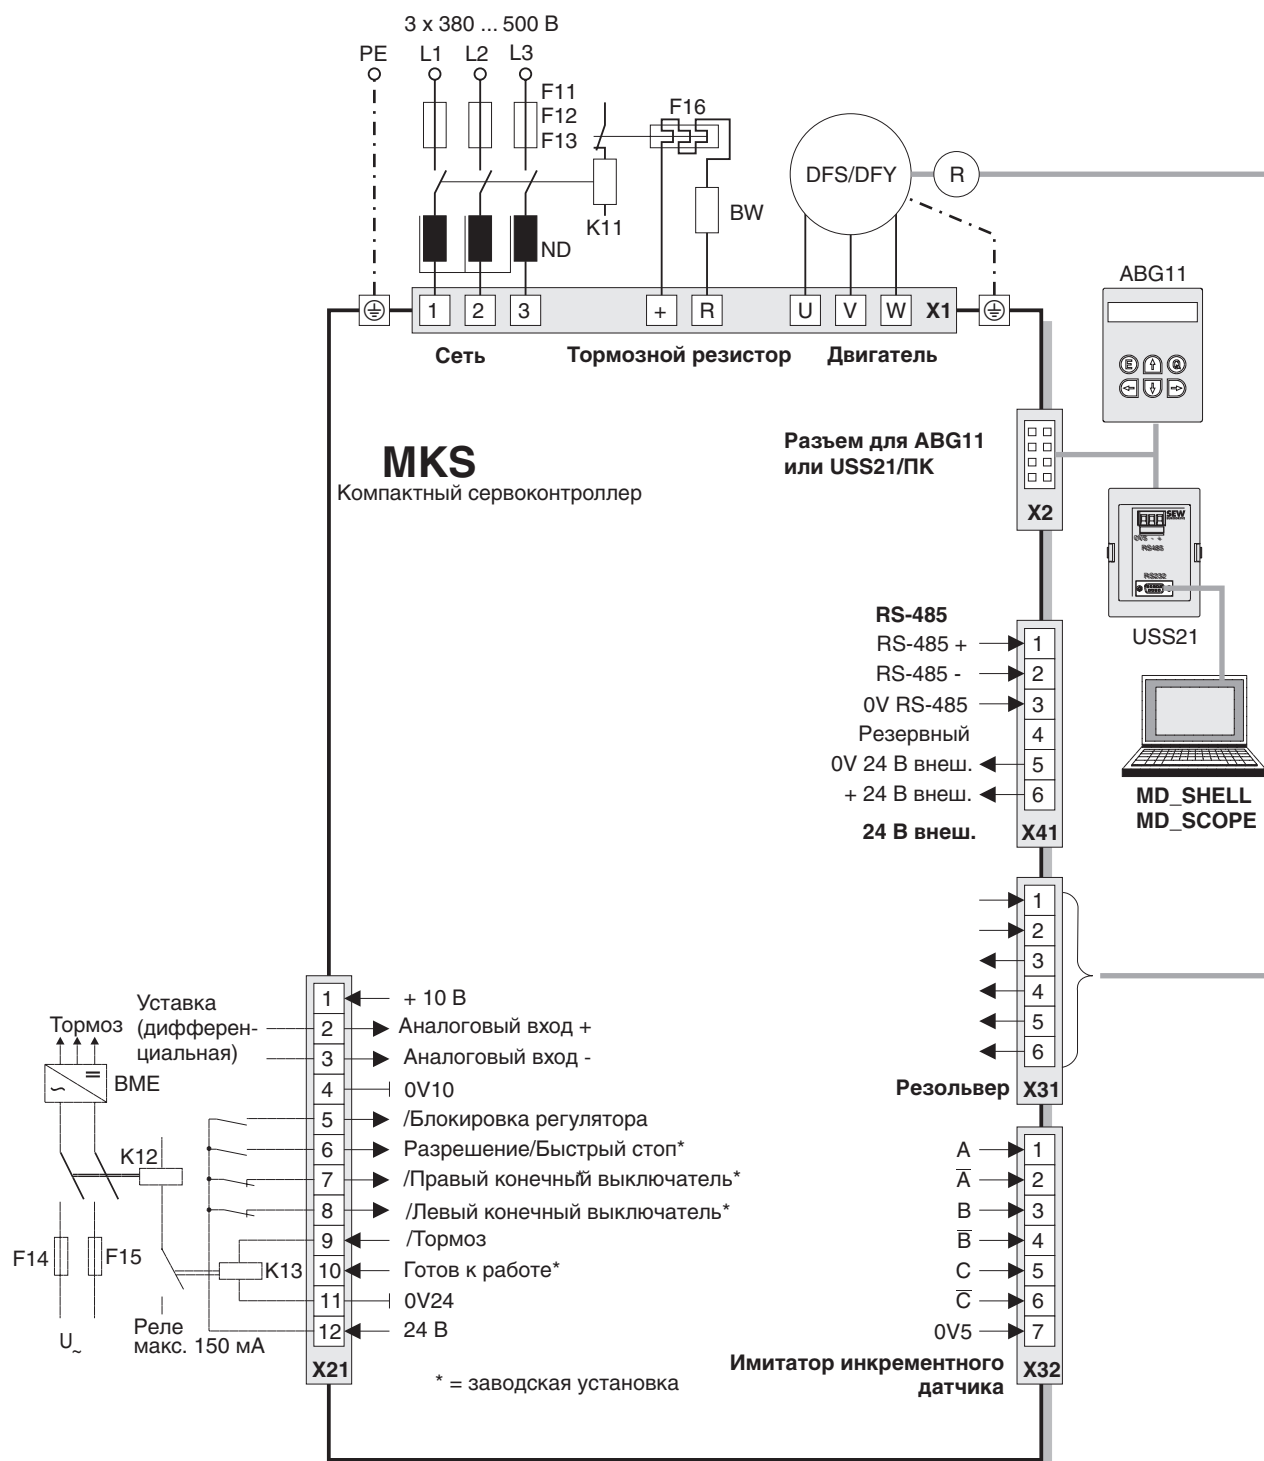 3 x 380 ... 500 В
PE L1 L2 L3
F11
F12
F13
F16
DFS/DFY
R
K11
BW
ND
ABG11
1 2 3 + R U V W X1
Сеть Тормозной резистор Двигатель
E Q
MKS
Компактный сервоконтроллер
Разъем для ABG11
или USS21/ПК
X2
SEW
0V5 - +
RS485
RS232
USS21
RS-485
RS-485 + 1
RS-485 - 2
0V RS-485 3
Резервный 4
0V 24 В внеш. 5
+ 24 В внеш. 6
24 В внеш. X41
MD_SHELL
MD_SCOPE
1
2
3
4
5
6
Резольвер X31
Уставка
(дифферен-
циальная)
Тормоз
BME
K12
F14
F15
K13
U~
Реле
макс. 150 мА
1 + 10 В
2 Аналоговый вход +
3 Аналоговый вход -
4 0V10
5 /Блокировка регулятора
6 Разрешение/Быстрый стоп*
7 /Правый конечный выключатель*
8 /Левый конечный выключатель*
9 /Тормоз
10 Готов к работе*
11 0V24
12 24 В
X21
* = заводская установка
A 1
A̅ 2
B 3
B̅ 4
C 5
C̅ 6
0V5 7
Имитатор инкрементного
датчика
X32